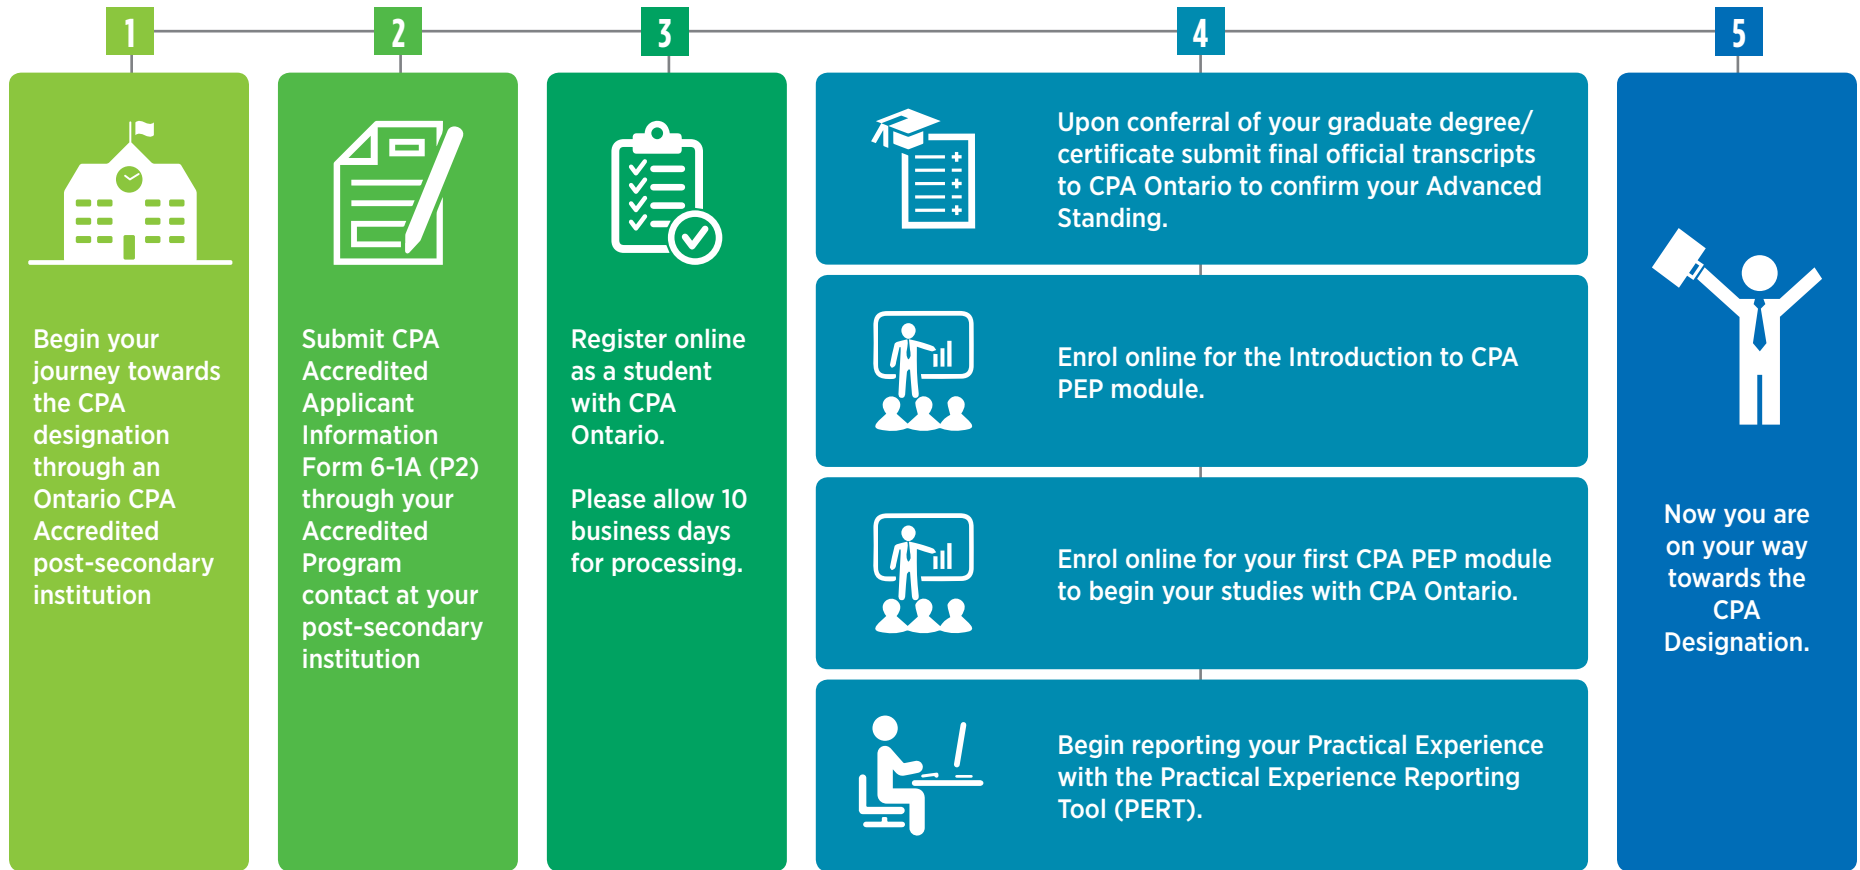 1
Begin your
journey towards
the CPA
designation
through an
Ontario CPA
Accredited
post-secondary
institution
2
Submit CPA
Accredited
Applicant
Information
Form 6-1A (P2)
through your
Accredited
Program
contact at your
post-secondary
institution
3
Register online
as a student
with CPA
Ontario.
Please allow 10
business days
for processing.
4
Upon conferral of your graduate degree/
certificate submit final official transcripts
to CPA Ontario to confirm your Advanced
Standing.
Enrol online for the Introduction to CPA
PEP module.
Enrol online for your first CPA PEP module
to begin your studies with CPA Ontario.
Begin reporting your Practical Experience
with the Practical Experience Reporting
Tool (PERT).
5
Now you are
on your way
towards the
CPA
Designation.